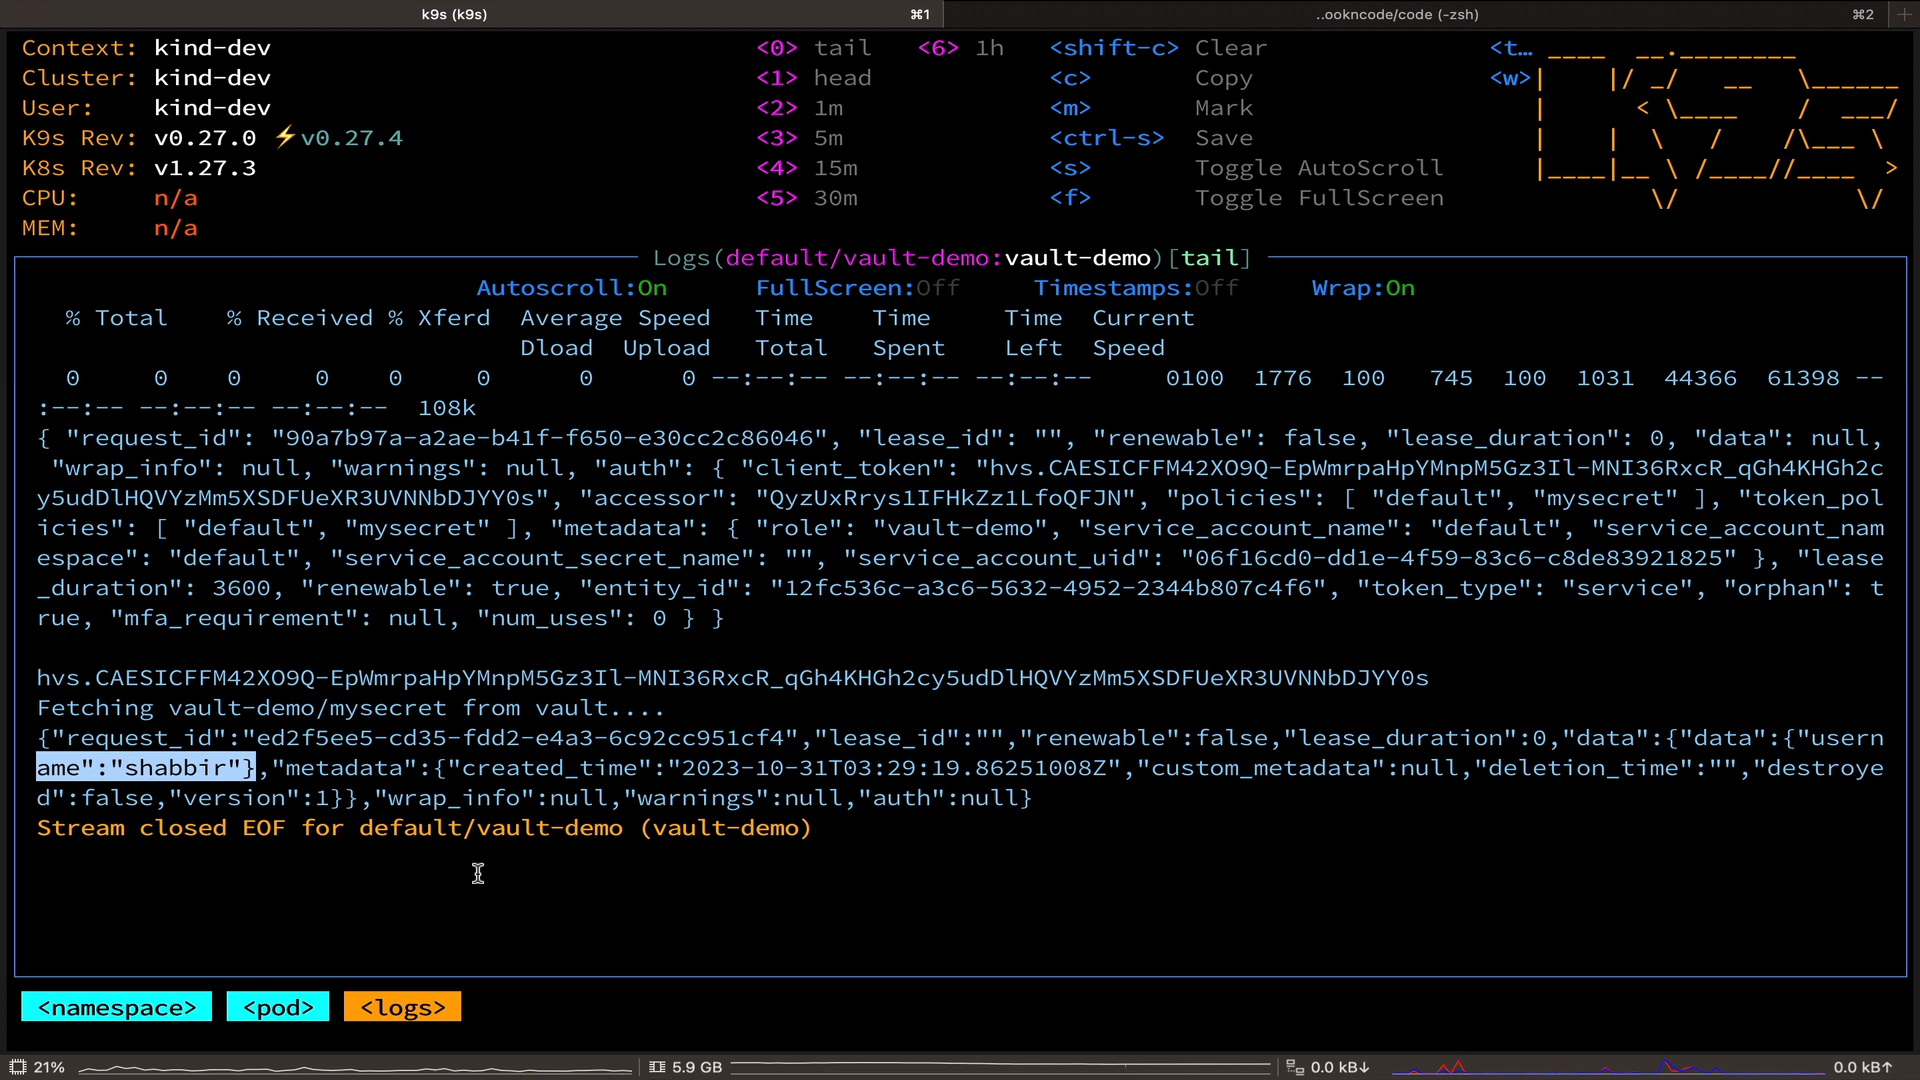 k9s (k9s) ⌘1 ..ookncode/code (-zsh) ⌘2 +
Context: kind-dev <0> tail <6> 1h <shift-c> Clear <t…
Cluster: kind-dev <1> head <c> Copy <w>
User: kind-dev <2> 1m <m> Mark
K9s Rev: v0.27.0 ⚡v0.27.4 <3> 5m <ctrl-s> Save
K8s Rev: v1.27.3 <4> 15m <s> Toggle AutoScroll
CPU: n/a <5> 30m <f> Toggle FullScreen
MEM: n/a
Logs(default/vault-demo:vault-demo)[tail]
Autoscroll:On FullScreen:Off Timestamps:Off Wrap:On
% Total % Received % Xferd Average Speed Time Time Time Current
Dload Upload Total Spent Left Speed
0 0 0 0 0 0 0 0 --:--:-- --:--:-- --:--:-- 0100 1776 100 745 100 1031 44366 61398 --
:--:-- --:--:-- --:--:-- 108k
{ "request_id": "90a7b97a-a2ae-b41f-f650-e30cc2c86046", "lease_id": "", "renewable": false, "lease_duration": 0, "data": null,
"wrap_info": null, "warnings": null, "auth": { "client_token": "hvs.CAESICFFM42XO9Q-EpWmrpaHpYMnpM5Gz3Il-MNI36RxcR_qGh4KHGh2c
y5udDlHQVYzMm5XSDFUeXR3UVNNbDJYY0s", "accessor": "QyzUxRrys1IFHkZz1LfoQFJN", "policies": [ "default", "mysecret" ], "token_pol
icies": [ "default", "mysecret" ], "metadata": { "role": "vault-demo", "service_account_name": "default", "service_account_nam
espace": "default", "service_account_secret_name": "", "service_account_uid": "06f16cd0-dd1e-4f59-83c6-c8de83921825" }, "lease
_duration": 3600, "renewable": true, "entity_id": "12fc536c-a3c6-5632-4952-2344b807c4f6", "token_type": "service", "orphan": t
rue, "mfa_requirement": null, "num_uses": 0 } }
hvs.CAESICFFM42XO9Q-EpWmrpaHpYMnpM5Gz3Il-MNI36RxcR_qGh4KHGh2cy5udDlHQVYzMm5XSDFUeXR3UVNNbDJYY0s
Fetching vault-demo/mysecret from vault....
{"request_id":"ed2f5ee5-cd35-fdd2-e4a3-6c92cc951cf4","lease_id":"","renewable":false,"lease_duration":0,"data":{"data":{"usern
ame":"shabbir"},"metadata":{"created_time":"2023-10-31T03:29:19.86251008Z","custom_metadata":null,"deletion_time":"","destroye
d":false,"version":1}},"wrap_info":null,"warnings":null,"auth":null}
Stream closed EOF for default/vault-demo (vault-demo)
<namespace> <pod> <logs>
21% 5.9 GB 0.0 kB↓ 0.0 kB↑